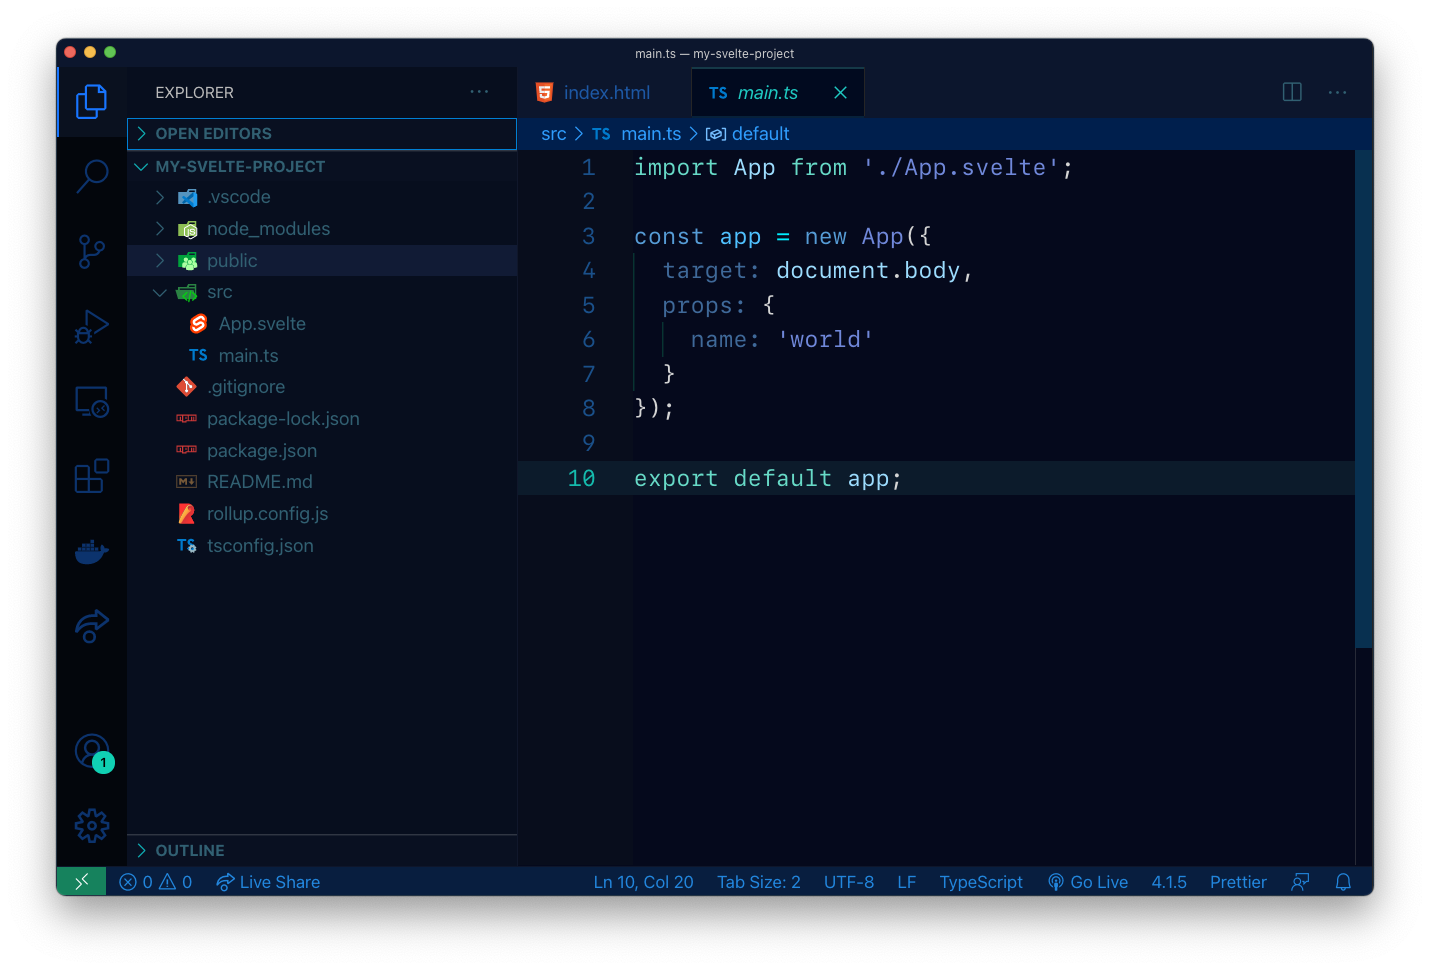 main.ts — my-svelte-project
EXPLORER
OPEN EDITORS
MY-SVELTE-PROJECT
.vscode
node_modules
public
src
App.svelte
TS main.ts
.gitignore
package-lock.json
package.json
README.md
rollup.config.js
TS tsconfig.json
OUTLINE
index.html
TS main.ts
src TS main.ts default
1 import App from './App.svelte';
2
3 const app = new App({
4 target: document.body,
5 props: {
6 name: 'world'
7 }
8 });
9
10 export default app;
1
0 0 Live Share Ln 10, Col 20 Tab Size: 2 UTF-8 LF TypeScript Go Live 4.1.5 Prettier